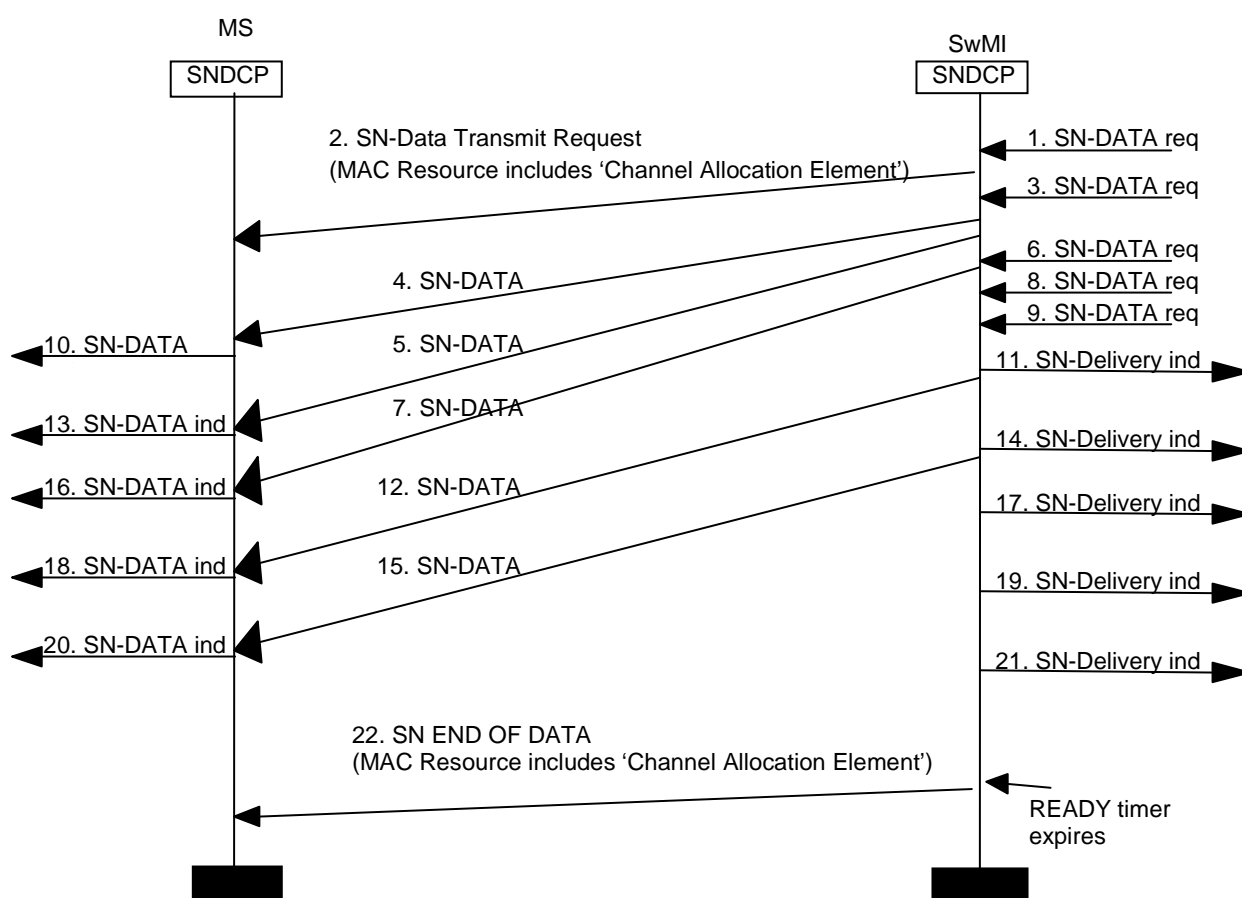 MS
SwMI
SNDCP
SNDCP
2. SN-Data Transmit Request
(MAC Resource includes ‘Channel Allocation Element’)
1. SN-DATA req
3. SN-DATA req
4. SN-DATA
6. SN-DATA req
8. SN-DATA req
9. SN-DATA req
10. SN-DATA
5. SN-DATA
11. SN-Delivery ind
13. SN-DATA ind
7. SN-DATA
14. SN-Delivery ind
16. SN-DATA ind
12. SN-DATA
17. SN-Delivery ind
18. SN-DATA ind
15. SN-DATA
19. SN-Delivery ind
20. SN-DATA ind
21. SN-Delivery ind
22. SN END OF DATA
(MAC Resource includes ‘Channel Allocation Element’)
READY timer
expires